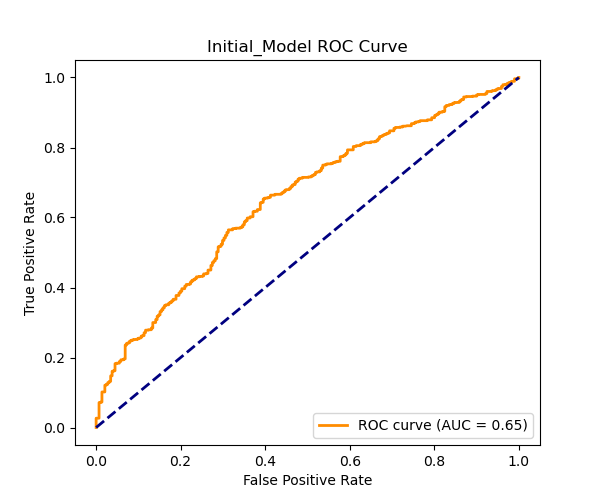 Initial_Model ROC Curve
True Positive Rate
1.0
0.8
0.6
0.4
0.2
0.0
ROC curve (AUC = 0.65)
0.0 0.2 0.4 0.6 0.8 1.0
False Positive Rate